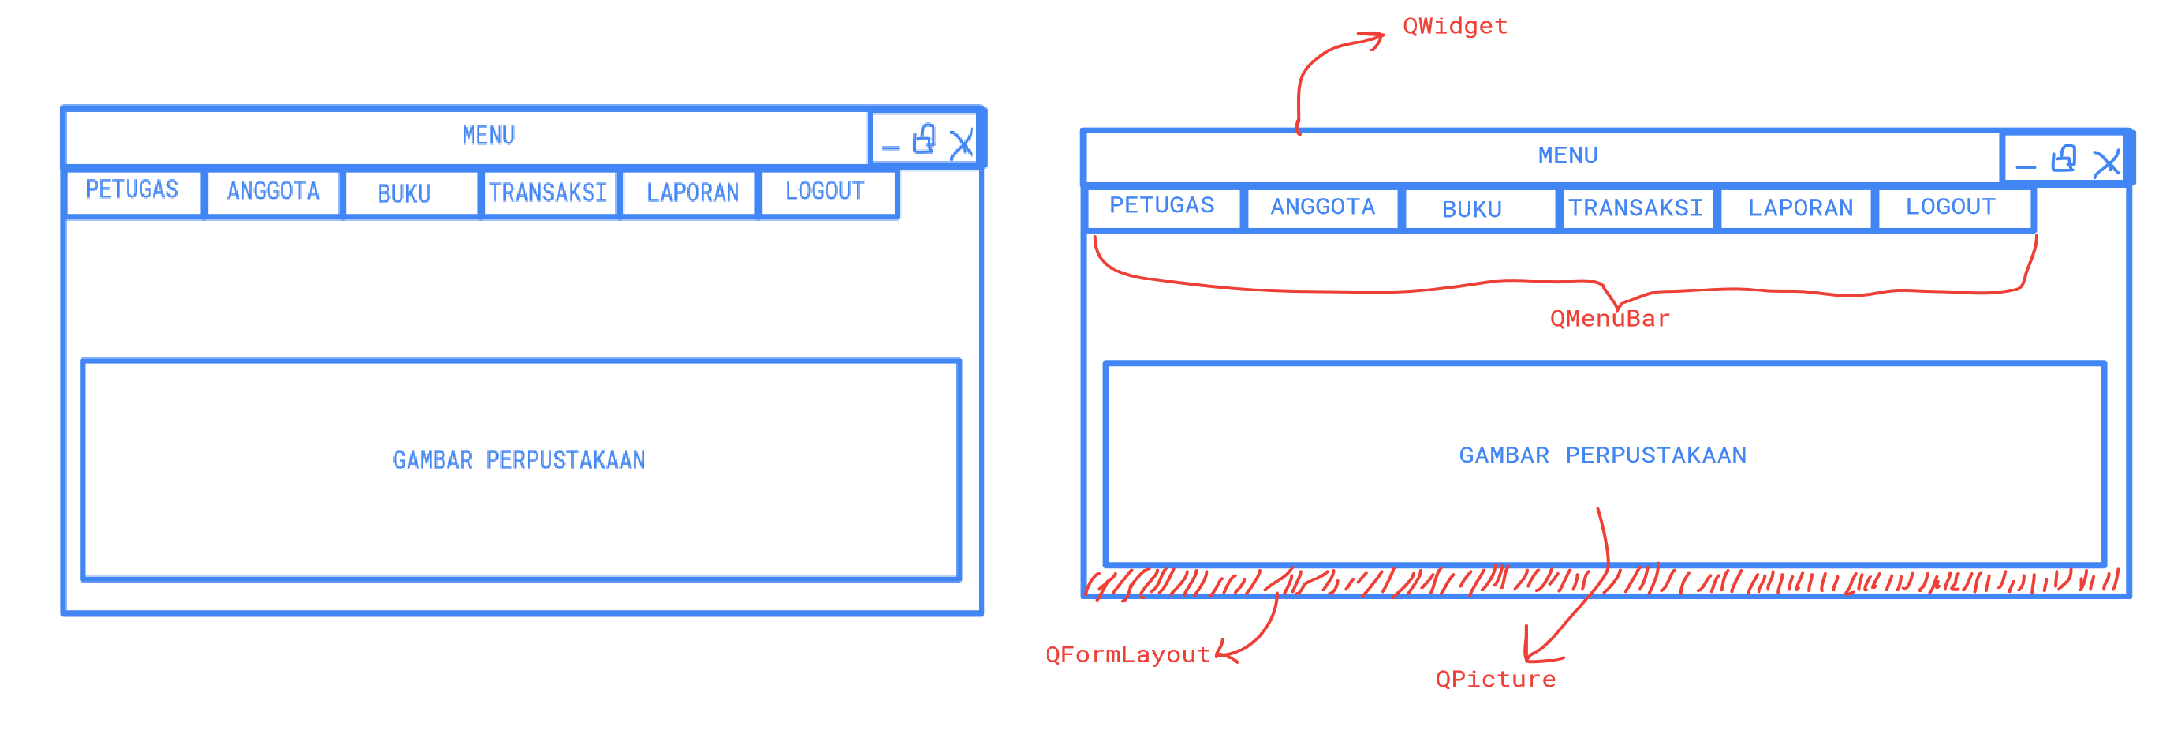 MENU
PETUGAS ANGGOTA BUKU TRANSAKSI LAPORAN LOGOUT
GAMBAR PERPUSTAKAAN
QWidget
MENU
PETUGAS ANGGOTA BUKU TRANSAKSI LAPORAN LOGOUT
QMenuBar
GAMBAR PERPUSTAKAAN
QFormLayout
QPicture